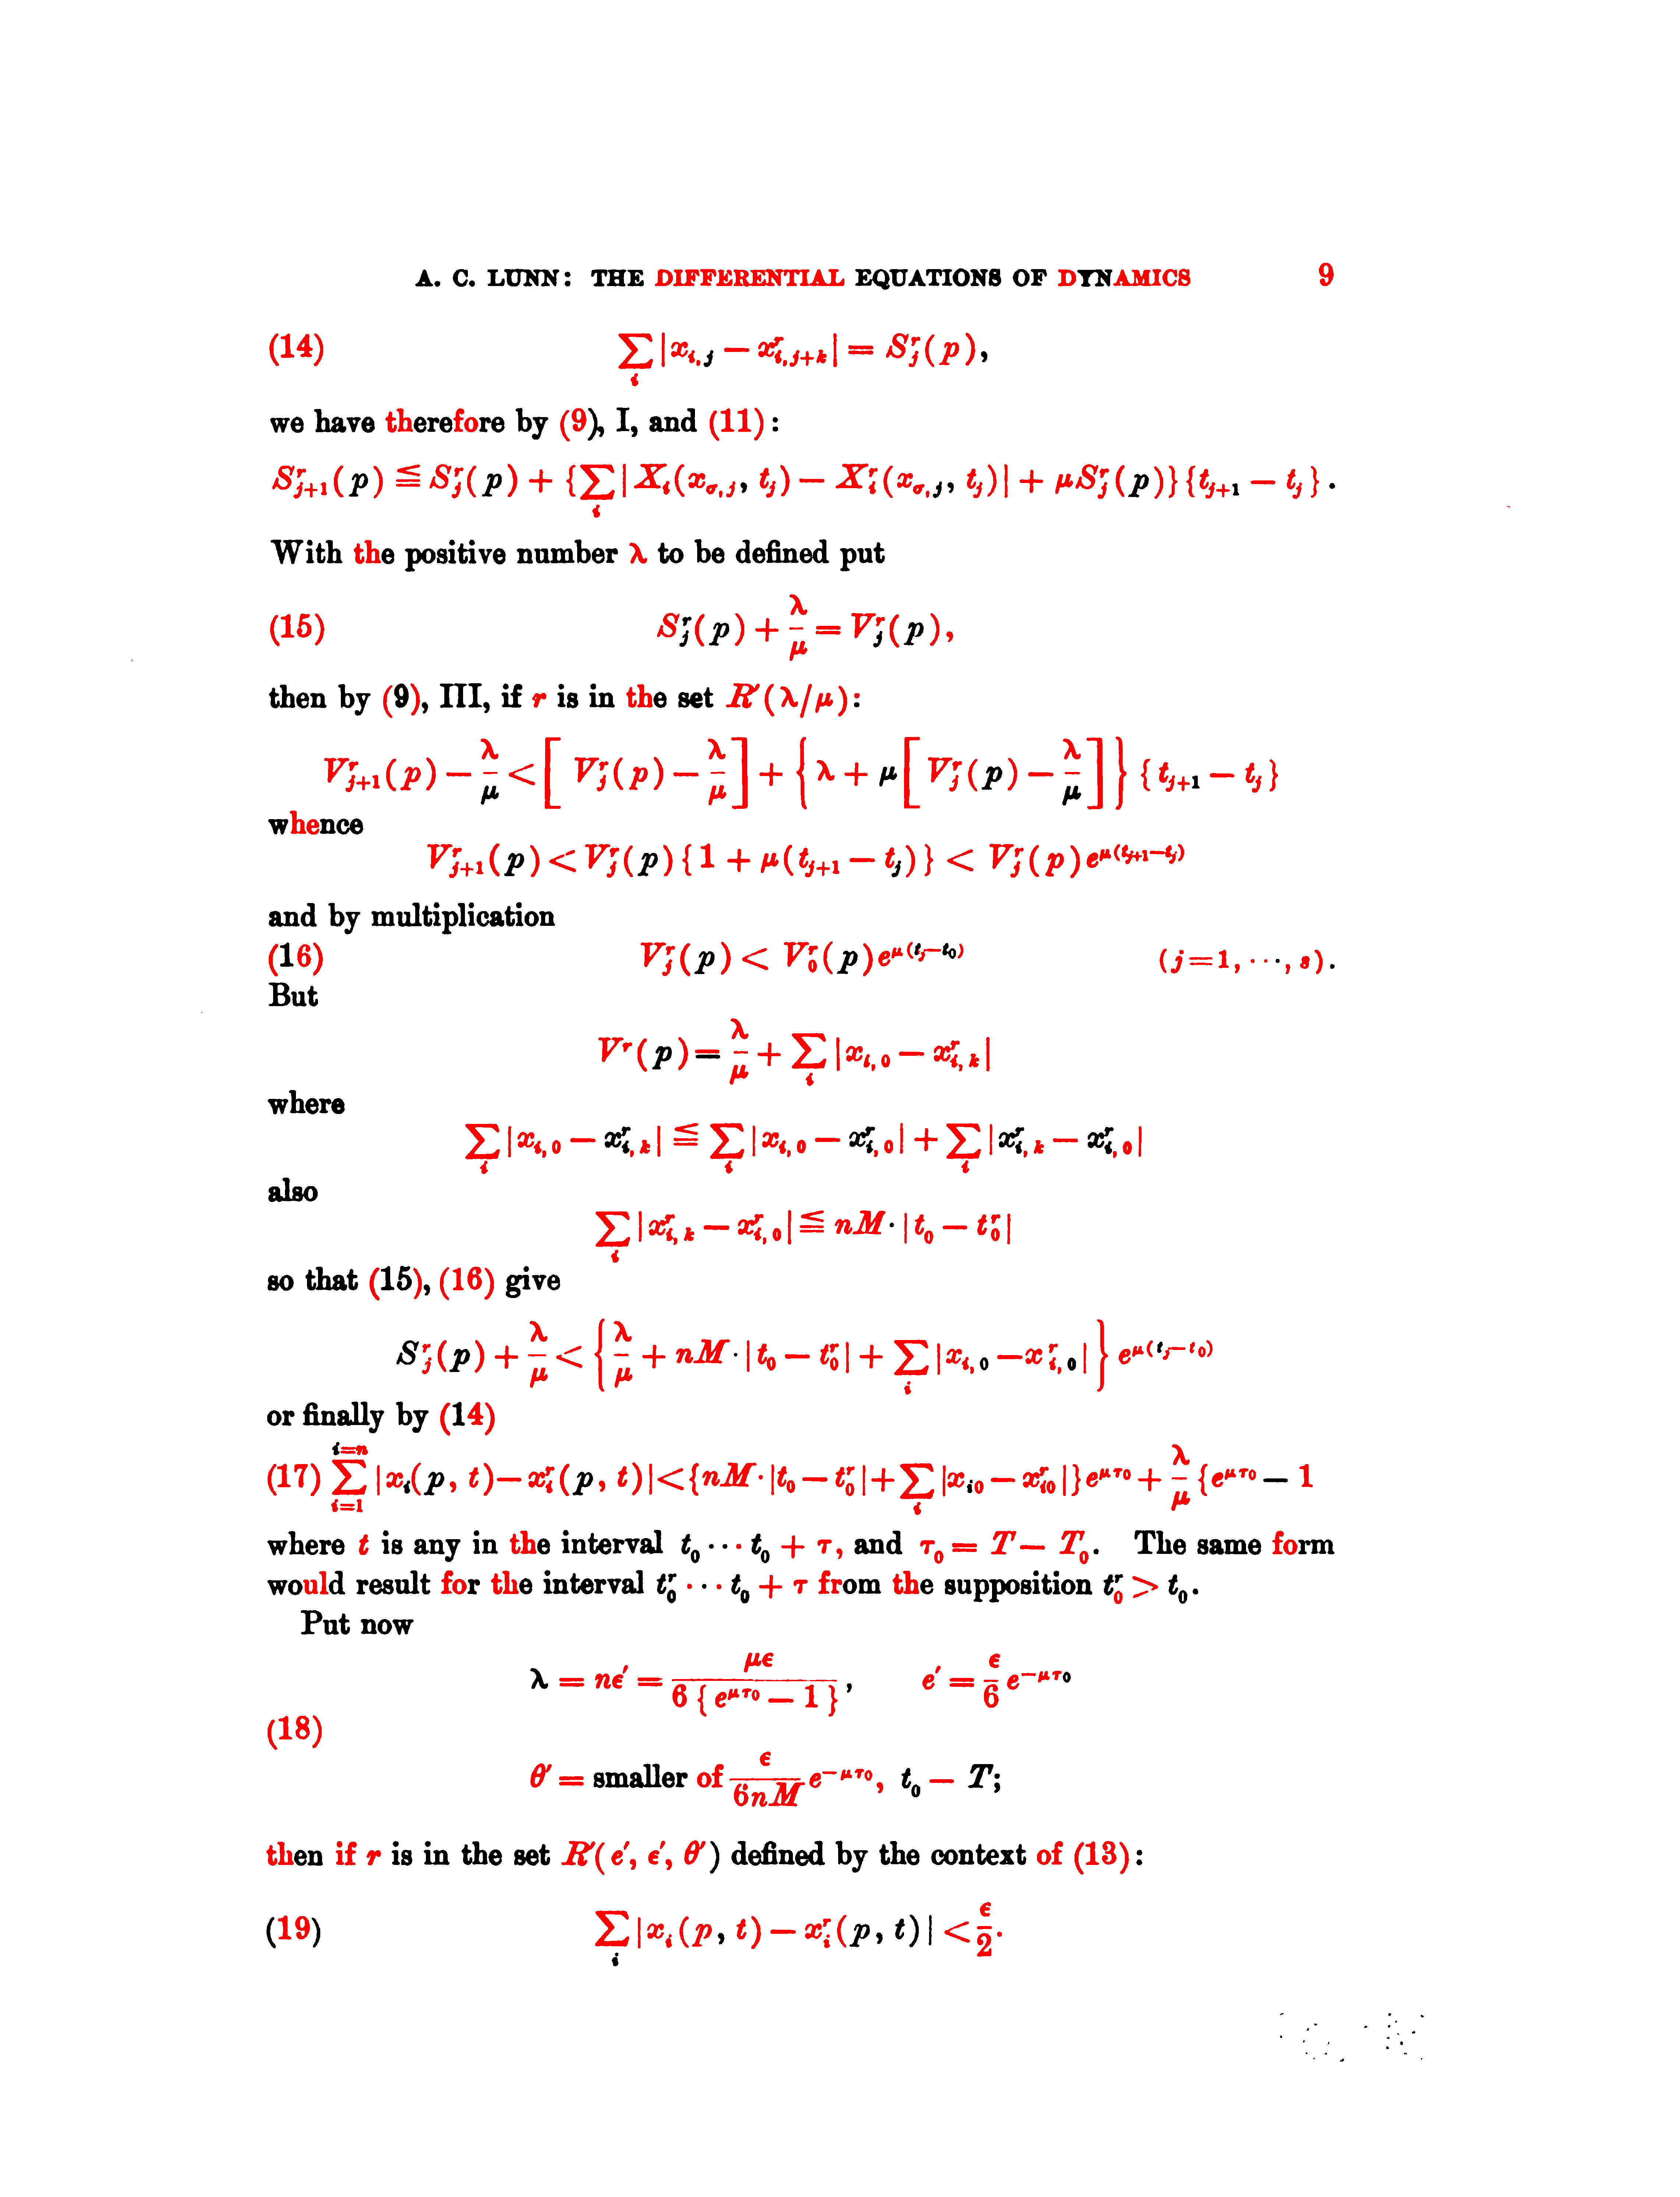 A. C. LUNN: THE DIFFERENTIAL EQUATIONS OF DYNAMICS 9
(14) $\sum_i |x_{i,j} - x^r_{i,j+k}| = S^r_j(p),$
we have therefore by (9), I, and (11):
$S^r_{j+1}(p) \leqq S^r_j(p) + \{\sum_i |X_i(x_{\sigma,j}, t_j) - X^r_i(x_{\sigma,j}, t_j)| + \mu S^r_j(p)\}\{t_{j+1} - t_j\}.$
With the positive number λ to be defined put
(15) $S^r_j(p) + \frac{\lambda}{\mu} = V^r_j(p),$
then by (9), III, if r is in the set $R'(\lambda/\mu)$:
$V^r_{j+1}(p) - \frac{\lambda}{\mu} < \left[ V^r_j(p) - \frac{\lambda}{\mu} \right] + \left\{ \lambda + \mu \left[ V^r_j(p) - \frac{\lambda}{\mu} \right] \right\} \{t_{j+1} - t_j\}$
whence
$V^r_{j+1}(p) < V^r_j(p)\{1 + \mu(t_{j+1} - t_j)\} < V^r_j(p)e^{\mu(t_{j+1}-t_j)}$
and by multiplication
(16) $V^r_j(p) < V^r_0(p)e^{\mu(t_j-t_0)}$ $(j=1, \cdots, s).$
But
$V^r(p) = \frac{\lambda}{\mu} + \sum_i |x_{i,0} - x^r_{i,k}|$
where
$\sum_i |x_{i,0} - x^r_{i,k}| \leqq \sum_i |x_{i,0} - x^r_{i,0}| + \sum_i |x^r_{i,k} - x^r_{i,0}|$
also
$\sum_i |x^r_{i,k} - x^r_{i,0}| \leqq nM \cdot |t_0 - t^r_0|$
so that (15), (16) give
$S^r_j(p) + \frac{\lambda}{\mu} < \left\{ \frac{\lambda}{\mu} + nM \cdot |t_0 - t^r_0| + \sum_i |x_{i,0} - x^r_{i,0}| \right\} e^{\mu(t_j-t_0)}$
or finally by (14)
(17) $\sum_{i=1}^{i=n} |x_i(p, t) - x^r_i(p, t)| < \{nM \cdot |t_0 - t^r_0| + \sum_i |x_{i0} - x^r_{i0}|\}e^{\mu\tau_0} + \frac{\lambda}{\mu} \{e^{\mu\tau_0} - 1$
where t is any in the interval $t_0 \cdots t_0 + \tau$, and $\tau_0 = T - T_0$. The same form
would result for the interval $t^r_0 \cdots t_0 + \tau$ from the supposition $t^r_0 > t_0$.
Put now
$\lambda = n\epsilon' = \frac{\mu\epsilon}{6\{e^{\mu\tau_0} - 1\}}, \quad e' = \frac{\epsilon}{6} e^{-\mu\tau_0}$
(18)
$\theta' = $ smaller of $\frac{\epsilon}{6nM} e^{-\mu\tau_0}, \; t_0 - T;$
then if r is in the set $R'(e', \epsilon', \theta')$ defined by the context of (13):
(19) $\sum_i |x_i(p, t) - x^r_i(p, t)| < \frac{\epsilon}{2}.$